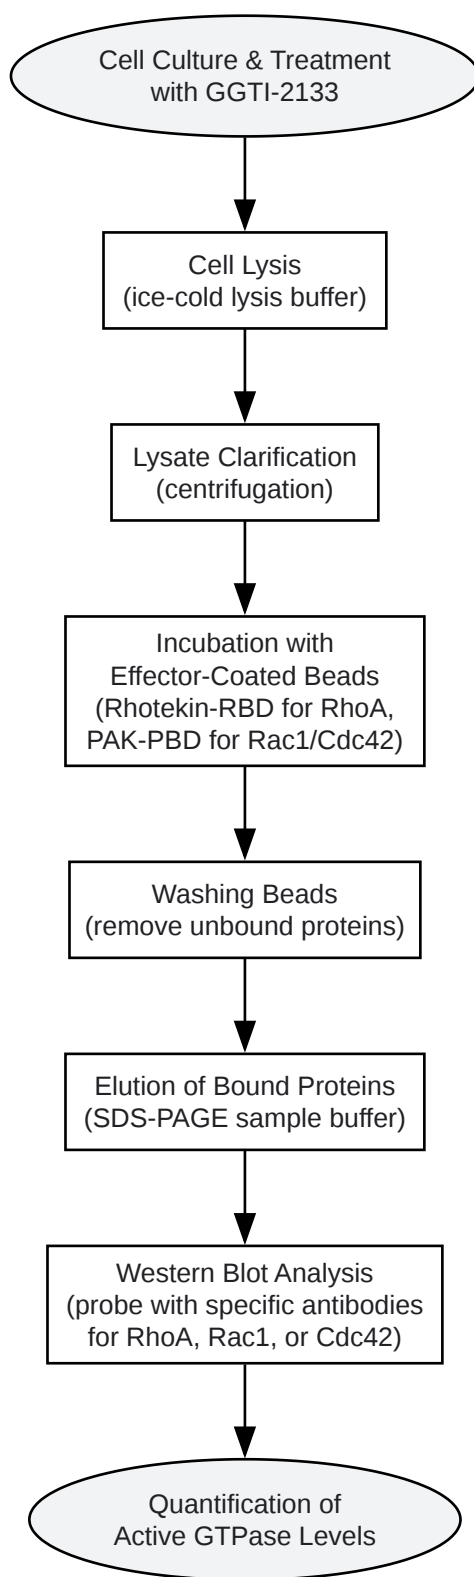 Cell Culture & Treatment
with GGTI-2133
Cell Lysis
(ice-cold lysis buffer)
Lysate Clarification
(centrifugation)
Incubation with
Effector-Coated Beads
(Rhotekin-RBD for RhoA,
PAK-PBD for Rac1/Cdc42)
Washing Beads
(remove unbound proteins)
Elution of Bound Proteins
(SDS-PAGE sample buffer)
Western Blot Analysis
(probe with specific antibodies
for RhoA, Rac1, or Cdc42)
Quantification of
Active GTPase Levels